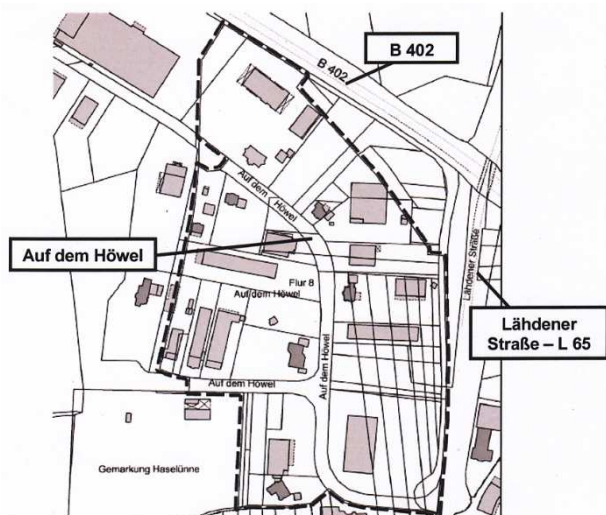 B 402
B 402
Auf dem Höwel
Auf dem Höwel
Lähdener Straße
Flur 8
Auf dem Höwel
Lähdener
Straße – L 65
Auf dem Höwel
Auf dem Höwel
Gemarkung Haselünne